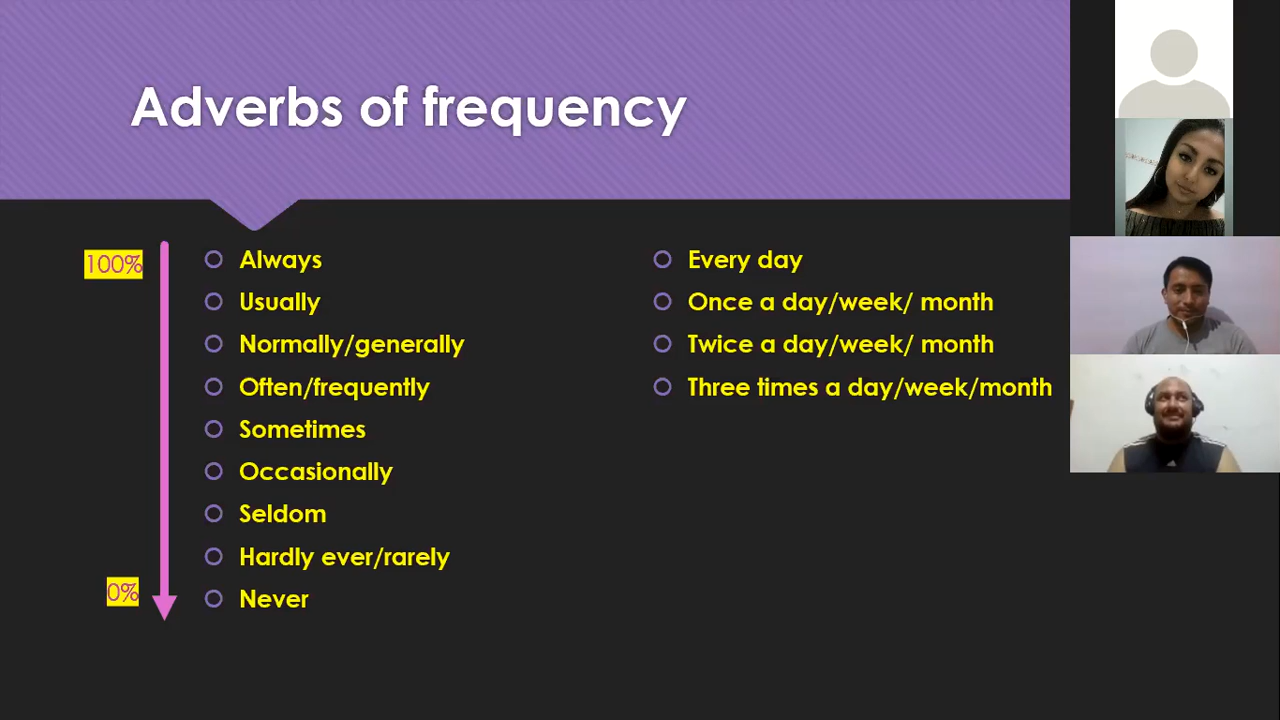 Adverbs of frequency
100%
Always
Usually
Normally/generally
Often/frequently
Sometimes
Occasionally
Seldom
Hardly ever/rarely
0%
Never
Every day
Once a day/week/ month
Twice a day/week/ month
Three times a day/week/month